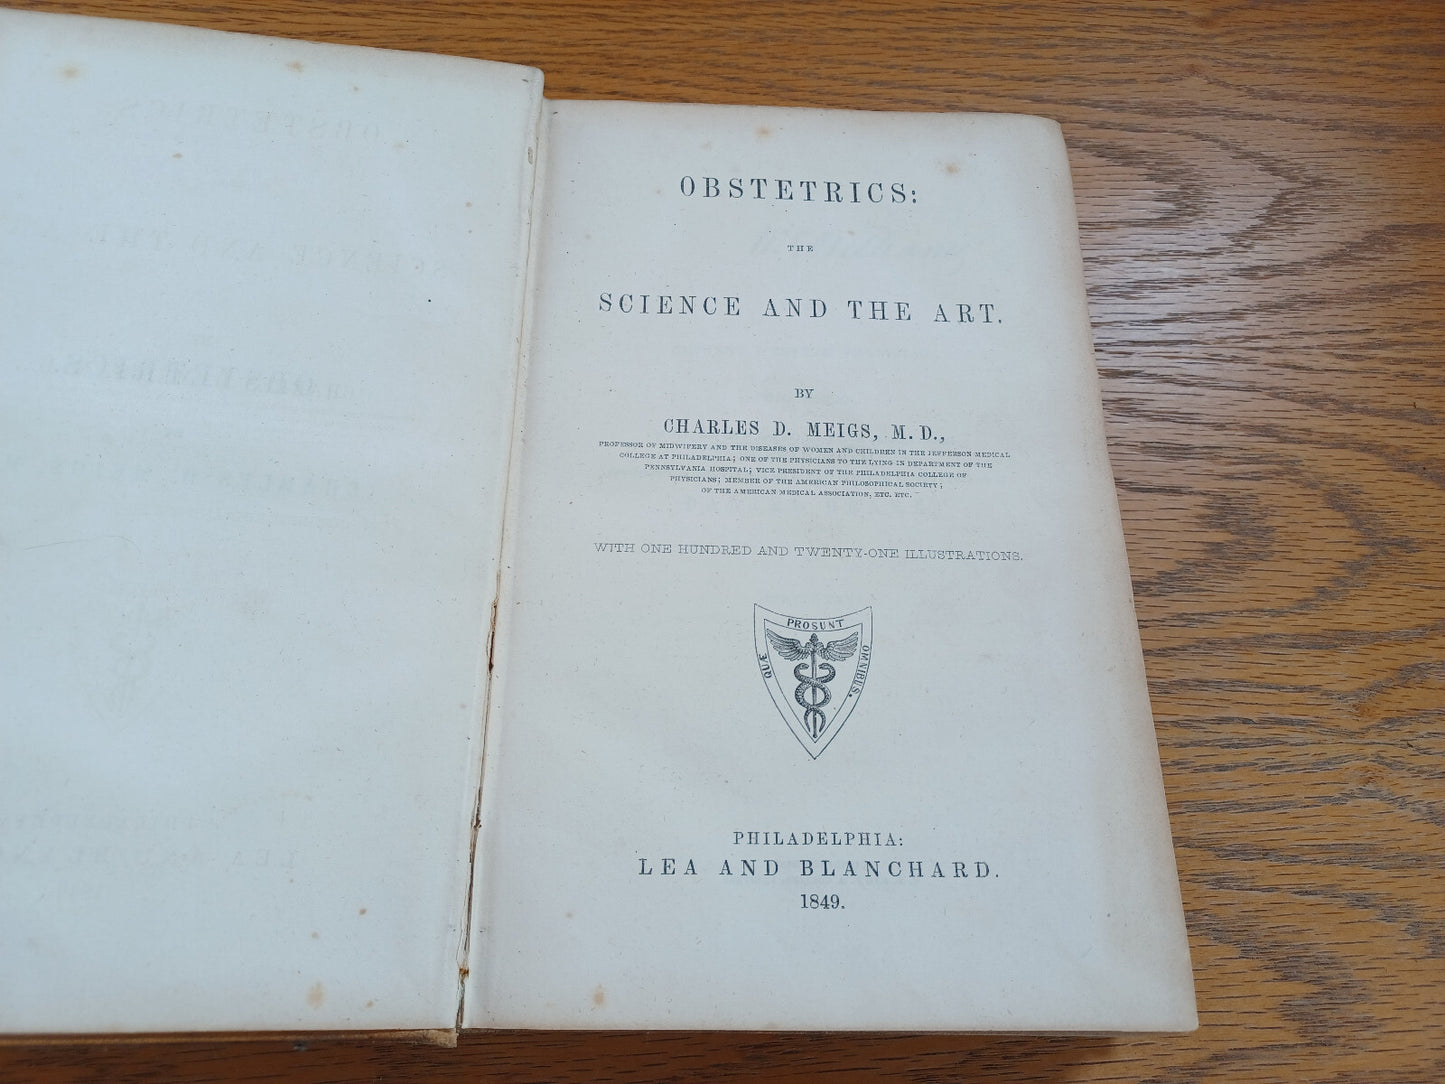 OBSTETRICS:
THE
SCIENCE AND THE ART.
BY
CHARLES D. MEIGS, M. D.,
PROFESSOR OF MIDWIFERY AND THE DISEASES OF WOMEN AND CHILDREN IN THE JEFFERSON MEDICAL
COLLEGE AT PHILADELPHIA; ONE OF THE PHYSICIANS TO THE LYING IN DEPARTMENT OF THE
PENNSYLVANIA HOSPITAL; VICE PRESIDENT OF THE PHILADELPHIA COLLEGE OF
PHYSICIANS; MEMBER OF THE AMERICAN PHILOSOPHICAL SOCIETY;
OF THE AMERICAN MEDICAL ASSOCIATION, ETC. ETC.
WITH ONE HUNDRED AND TWENTY-ONE ILLUSTRATIONS.
QUÆ
PROSUNT
OMNIBUS.
PHILADELPHIA:
LEA AND BLANCHARD.
1849.